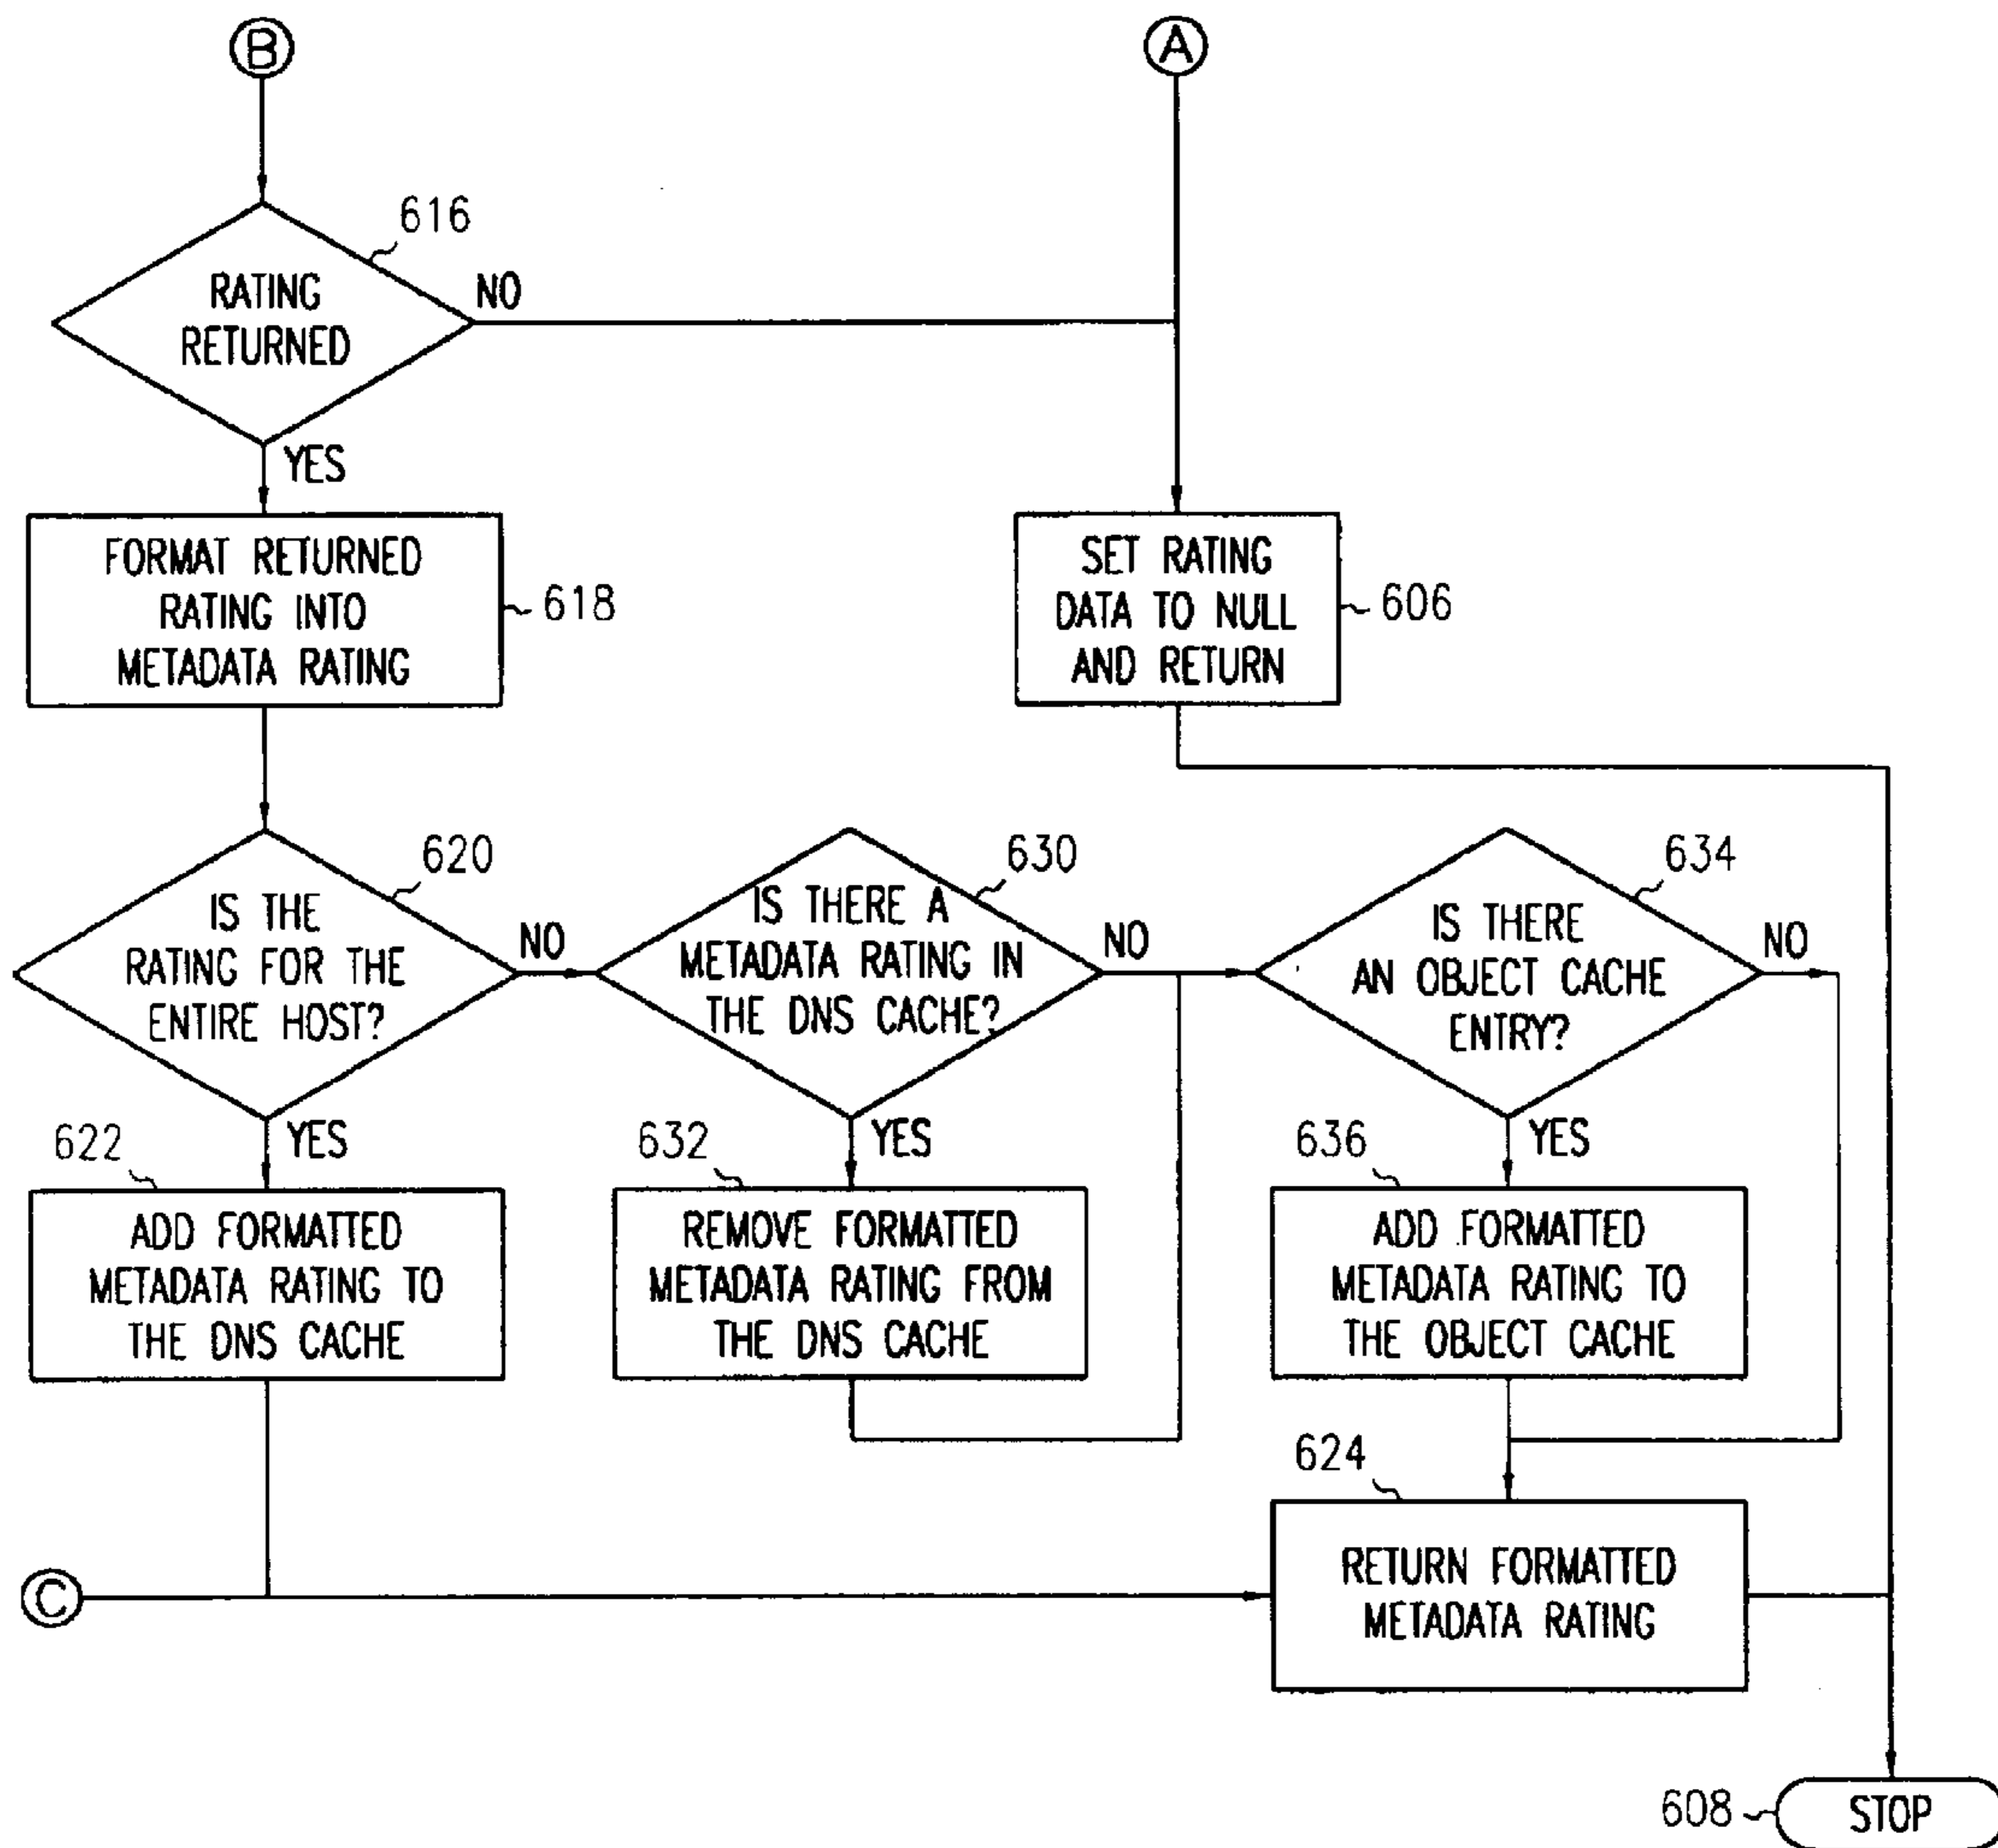 B
A
616
RATING
RETURNED
NO
YES
FORMAT RETURNED
RATING INTO
METADATA RATING
618
SET RATING
DATA TO NULL
AND RETURN
606
620
IS THE
RATING FOR THE
ENTIRE HOST?
NO
YES
630
IS THERE A
METADATA RATING IN
THE DNS CACHE?
NO
YES
634
IS THERE
AN OBJECT CACHE
ENTRY?
NO
YES
622
ADD FORMATTED
METADATA RATING TO
THE DNS CACHE
632
REMOVE FORMATTED
METADATA RATING FROM
THE DNS CACHE
636
ADD FORMATTED
METADATA RATING TO
THE OBJECT CACHE
624
C
RETURN FORMATTED
METADATA RATING
608
STOP